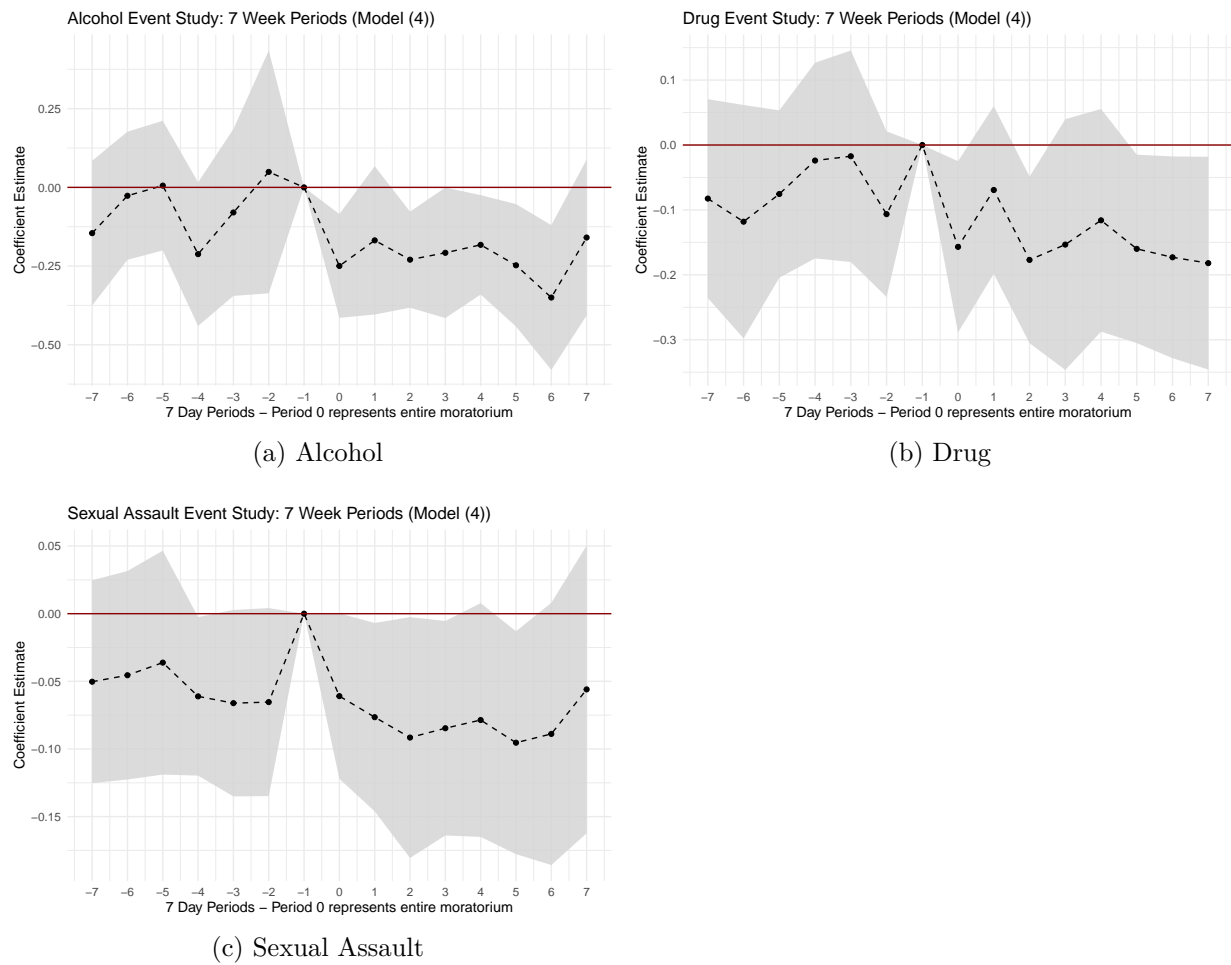 Alcohol Event Study: 7 Week Periods (Model (4))
Coefficient Estimate
0.25
0.00
−0.25
−0.50
−7 −6 −5 −4 −3 −2 −1 0 1 2 3 4 5 6 7
7 Day Periods − Period 0 represents entire moratorium
(a) Alcohol
Drug Event Study: 7 Week Periods (Model (4))
Coefficient Estimate
0.1
0.0
−0.1
−0.2
−0.3
−7 −6 −5 −4 −3 −2 −1 0 1 2 3 4 5 6 7
7 Day Periods − Period 0 represents entire moratorium
(b) Drug
Sexual Assault Event Study: 7 Week Periods (Model (4))
Coefficient Estimate
0.05
0.00
−0.05
−0.10
−0.15
−7 −6 −5 −4 −3 −2 −1 0 1 2 3 4 5 6 7
7 Day Periods − Period 0 represents entire moratorium
(c) Sexual Assault